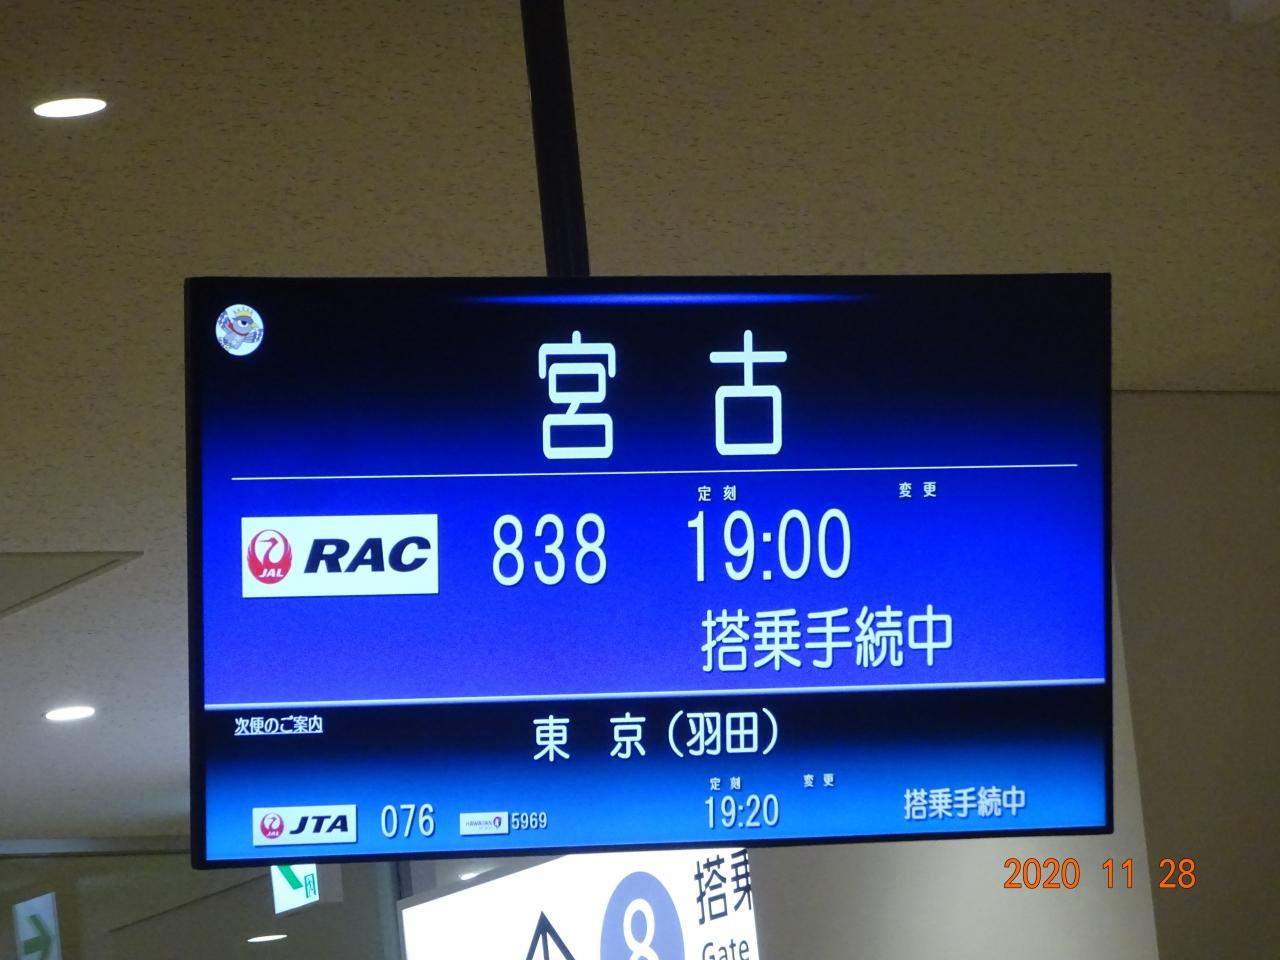 宮 古
定刻 変更
JAL RAC 838 19:00
搭乗手続中
次便のご案内
東 京(羽田)
定刻 変更
JAL JTA 076 HAWAIIAN 5969 19:20 搭乗手続中
2020 11 28
8 搭乗
Gate